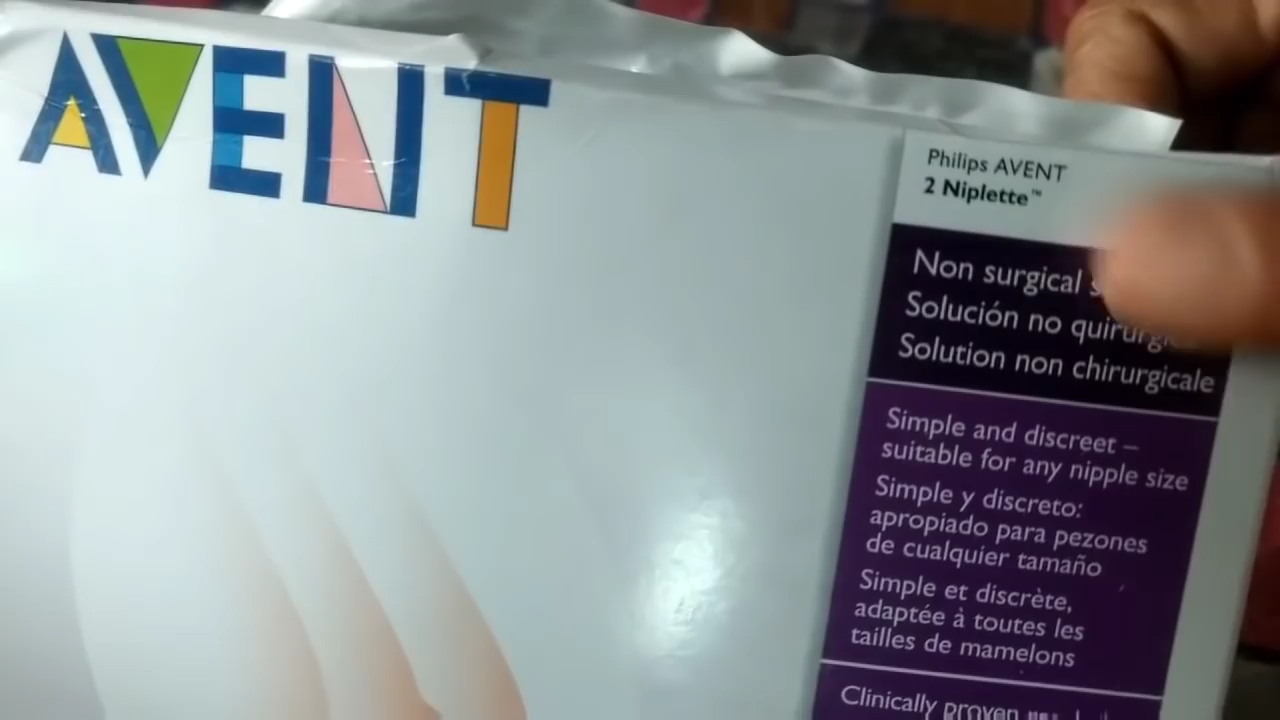 AVENT
Philips AVENT
2 Niplette™
Non surgical
Solución no
Solution non chirurgicale
Simple and discreet –
suitable for any nipple size
Simple y discreto:
apropiado para pezones
de cualquier tamaño
Simple et discrète,
adaptée à toutes les
tailles de mamelons
Clinically proven